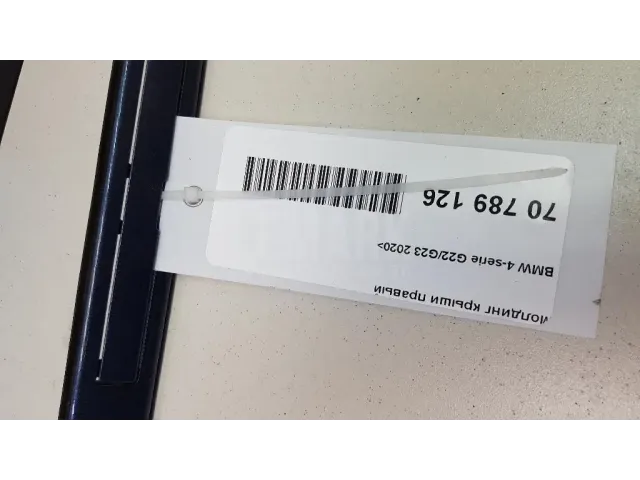 70 789 126
BMW 4-serie G22/G23 2020>
Молдинг крыши правый